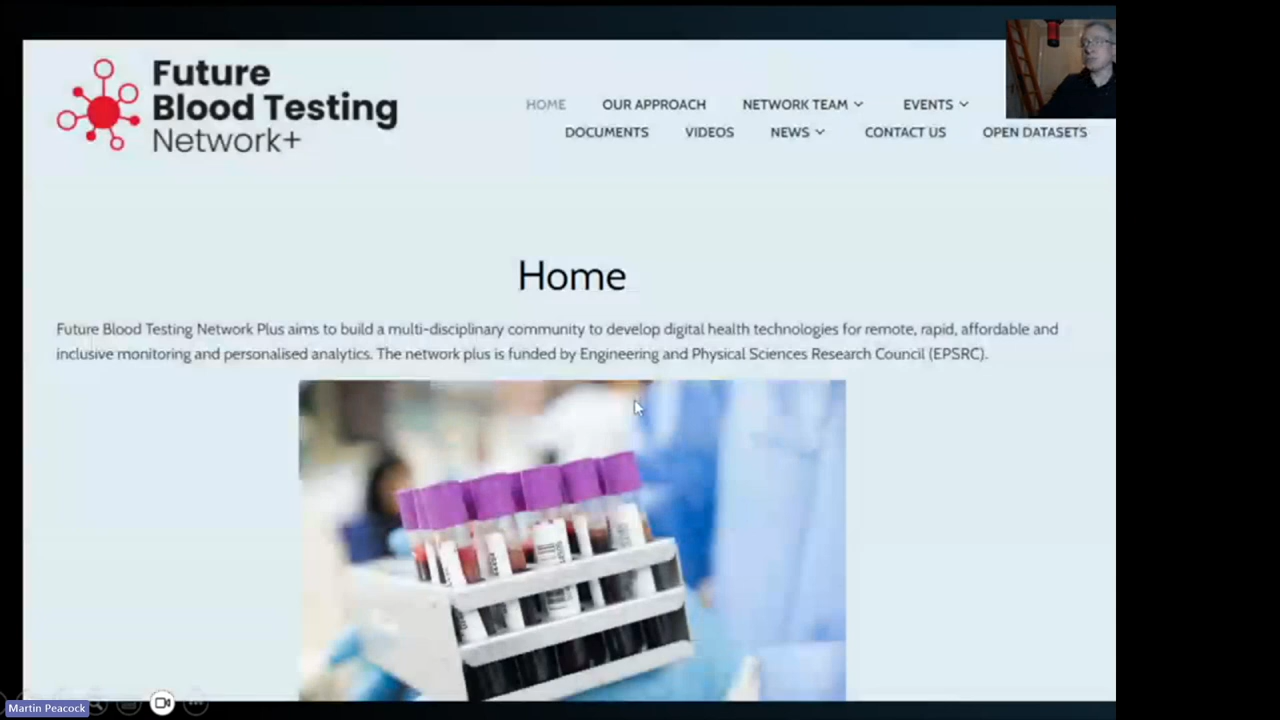 Future
Blood Testing
Network+
HOME OUR APPROACH NETWORK TEAM EVENTS
DOCUMENTS VIDEOS NEWS CONTACT US OPEN DATASETS
Home
Future Blood Testing Network Plus aims to build a multi-disciplinary community to develop digital health technologies for remote, rapid, affordable and
inclusive monitoring and personalised analytics. The network plus is funded by Engineering and Physical Sciences Research Council (EPSRC).
Martin Peacock